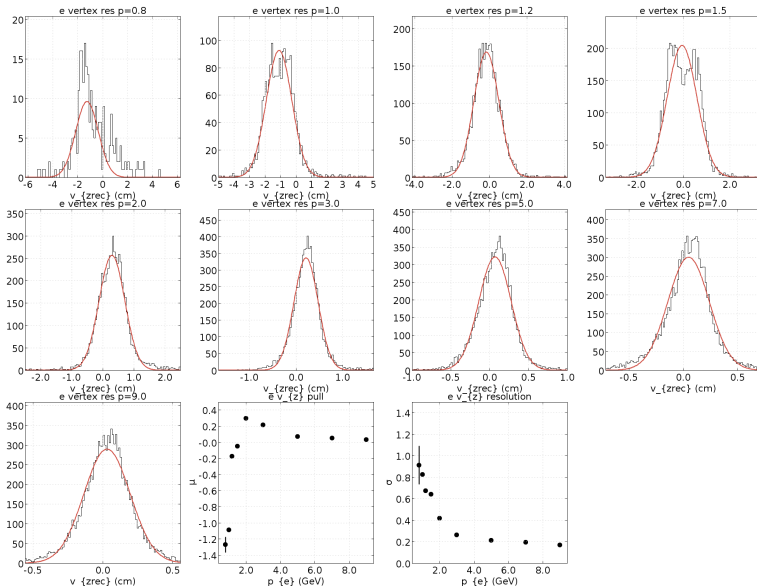 e vertex res p=0.8
e vertex res p=1.0
e vertex res p=1.2
e vertex res p=1.5
20
15
10
5
0
100
80
60
40
20
0
200
150
100
50
0
200
150
100
50
0
-6 -4 -2 0 2 4 6
-5 -4 -3 -2 -1 0 1 2 3 4 5
-4.0 -2.0 0.0 2.0 4.0
-2.0 0.0 2.0
v_{zrec} (cm)
v_{zrec} (cm)
v_{zrec} (cm)
v_{zrec} (cm)
e vertex res p=2.0
e vertex res p=3.0
e vertex res p=5.0
e vertex res p=7.0
350
300
250
200
150
100
50
0
450
400
350
300
250
200
150
100
50
0
450
400
350
300
250
200
150
100
50
0
400
350
300
250
200
150
100
50
0
-2.0 -1.0 0.0 1.0 2.0
-1.0 0.0 1.0
-1.0 -0.5 0.0 0.5 1.0
-0.5 0.0 0.5
v_{zrec} (cm)
v_{zrec} (cm)
v_{zrec} (cm)
v_{zrec} (cm)
e vertex res p=9.0
e v_{z} pull
e v_{z} resolution
400
350
300
250
200
150
100
50
0
0.4
0.2
-0.0
-0.2
-0.4
-0.6
-0.8
-1.0
-1.2
-1.4
μ
1.4
1.2
1.0
0.8
0.6
0.4
0.2
0.0
σ
-0.5 0.0 0.5
2.0 4.0 6.0 8.0
2.0 4.0 6.0 8.0
v_{zrec} (cm)
p_{e} (GeV)
p_{e} (GeV)